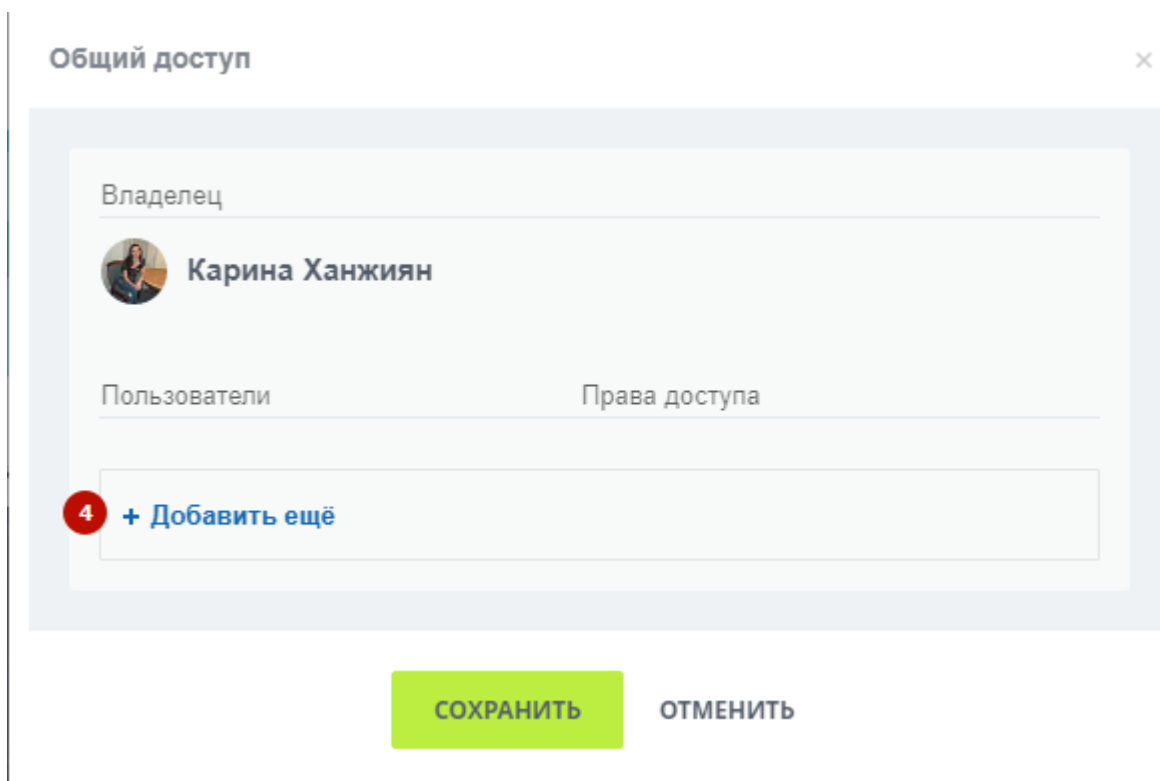 Общий доступ
×
Владелец
Карина Ханжиян
Пользователи Права доступа
4 + Добавить ещё
СОХРАНИТЬ ОТМЕНИТЬ